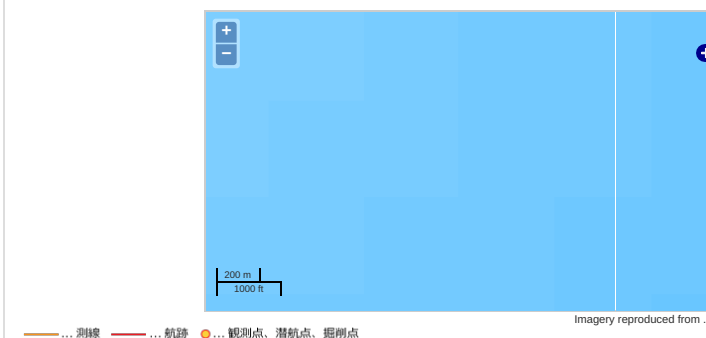 +
−
200 m
1000 ft
Imagery reproduced from .
... 測線 ... 航跡 ... 観測点、潜航点、掘削点